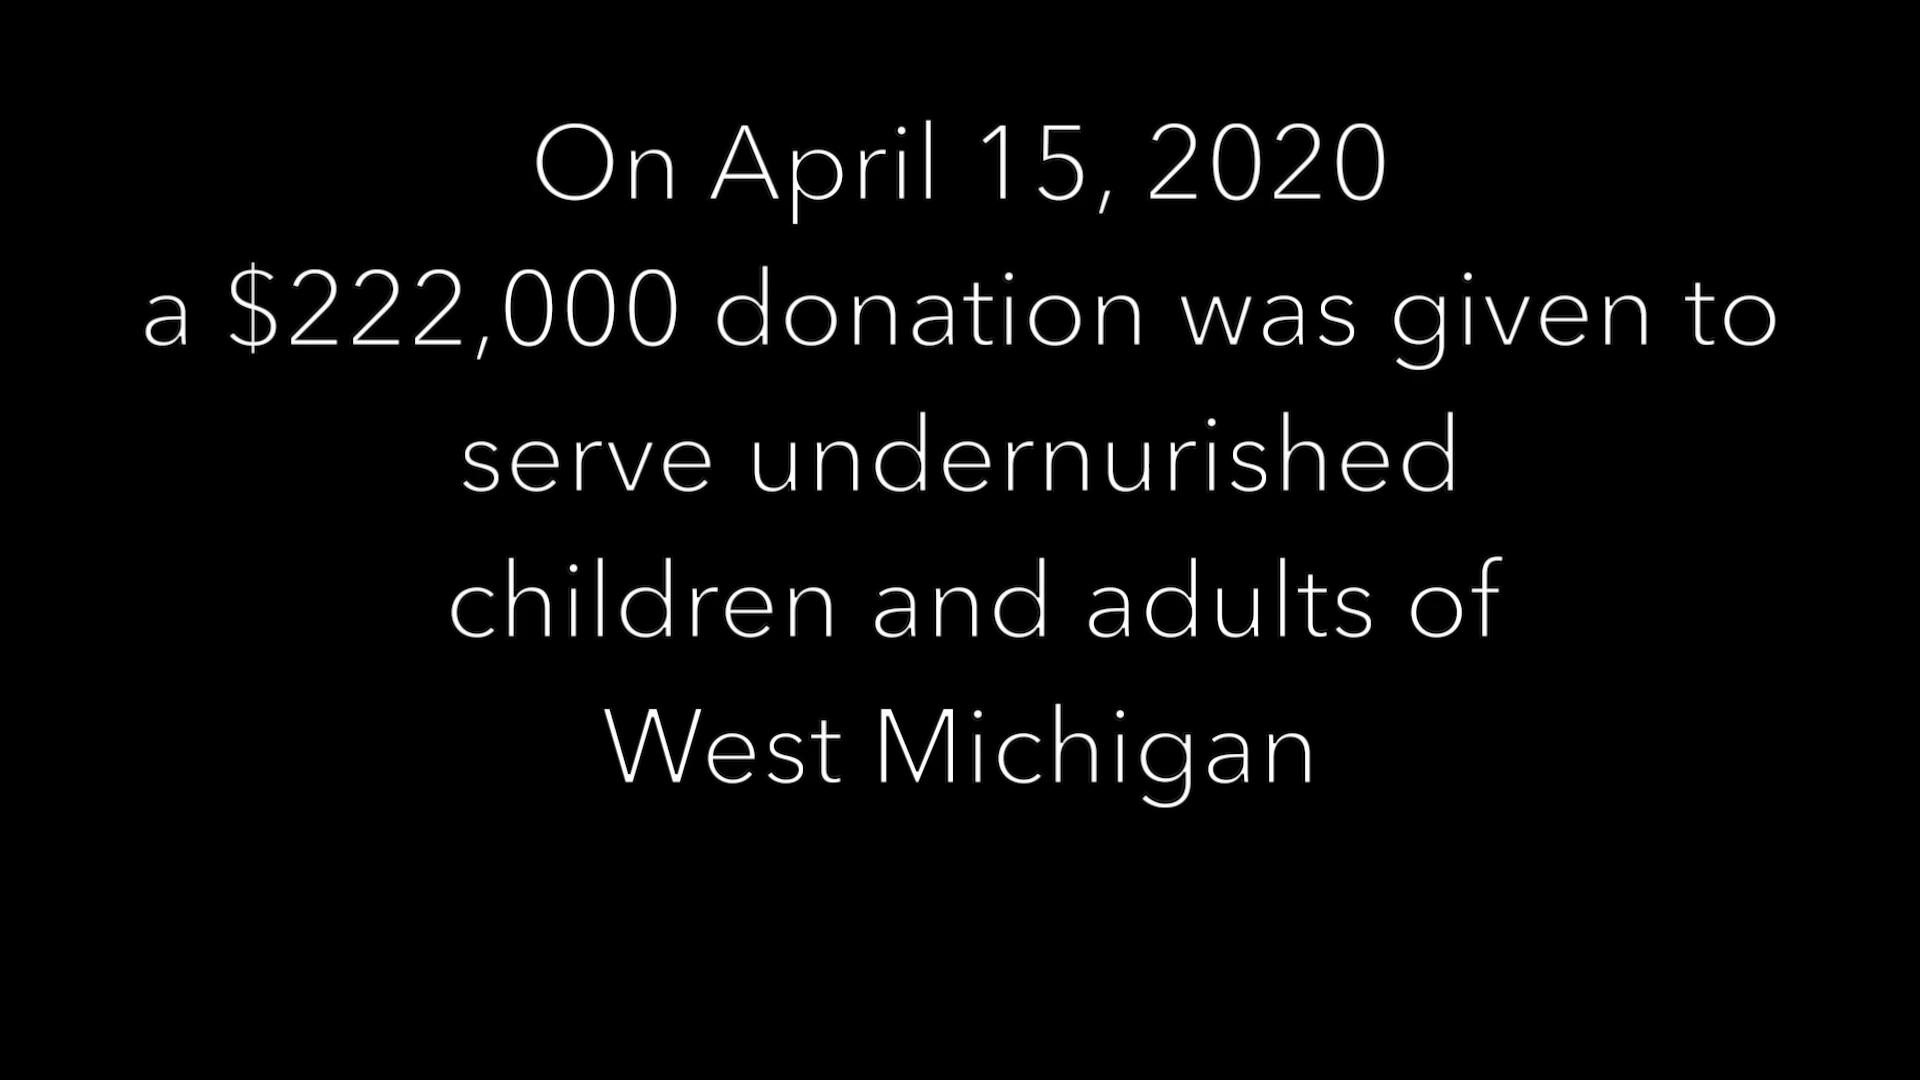 On April 15, 2020
a $222,000 donation was given to
serve undernurished
children and adults of
West Michigan